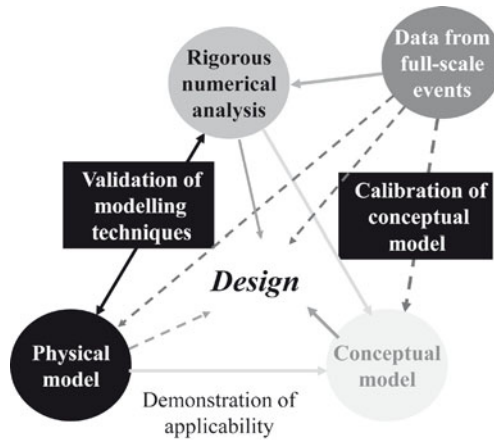 Rigorous
numerical
analysis
Data from
full-scale
events
Validation of
modelling
techniques
Calibration of
conceptual
model
Design
Physical
model
Conceptual
model
Demonstration of
applicability